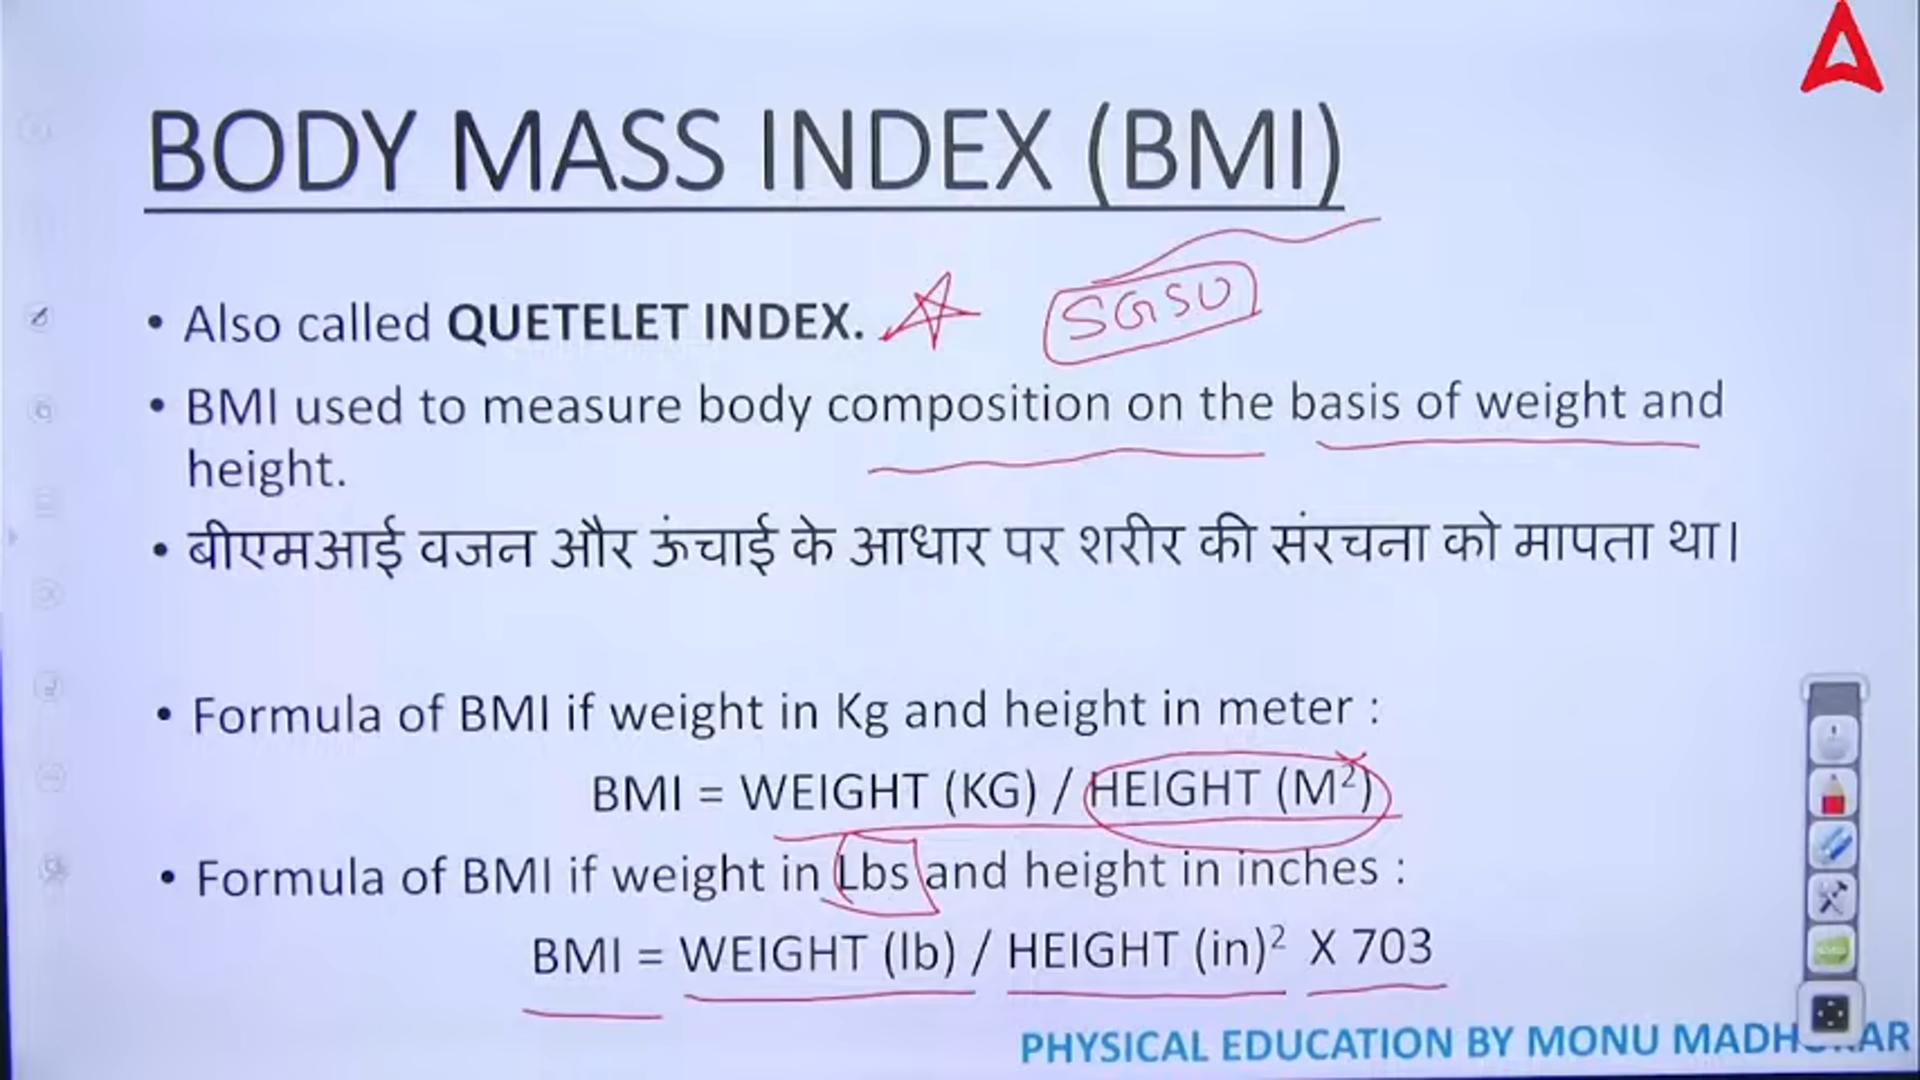 BODY MASS INDEX (BMI)
• Also called QUETELET INDEX.
SGSU
• BMI used to measure body composition on the basis of weight and
height.
• बीएमआई वजन और ऊंचाई के आधार पर शरीर की संरचना को मापता था।
• Formula of BMI if weight in Kg and height in meter :
BMI = WEIGHT (KG) / HEIGHT (M²)
• Formula of BMI if weight in Lbs and height in inches :
BMI = WEIGHT (lb) / HEIGHT (in)² X 703
PHYSICAL EDUCATION BY MONU